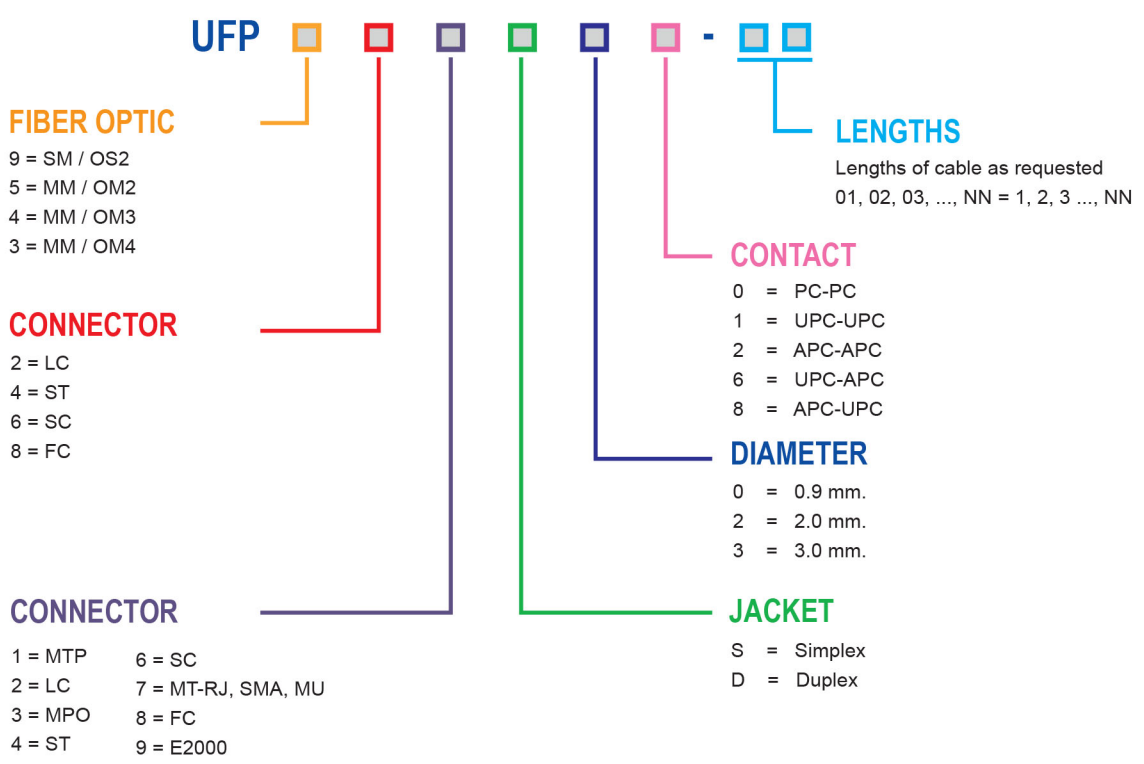 UFP -
FIBER OPTIC
9 = SM / OS2
5 = MM / OM2
4 = MM / OM3
3 = MM / OM4
CONNECTOR
2 = LC
4 = ST
6 = SC
8 = FC
CONNECTOR
1 = MTP
2 = LC
3 = MPO
4 = ST
6 = SC
7 = MT-RJ, SMA, MU
8 = FC
9 = E2000
LENGTHS
Lengths of cable as requested
01, 02, 03, ..., NN = 1, 2, 3 ..., NN
CONTACT
0 = PC-PC
1 = UPC-UPC
2 = APC-APC
6 = UPC-APC
8 = APC-UPC
DIAMETER
0 = 0.9 mm.
2 = 2.0 mm.
3 = 3.0 mm.
JACKET
S = Simplex
D = Duplex